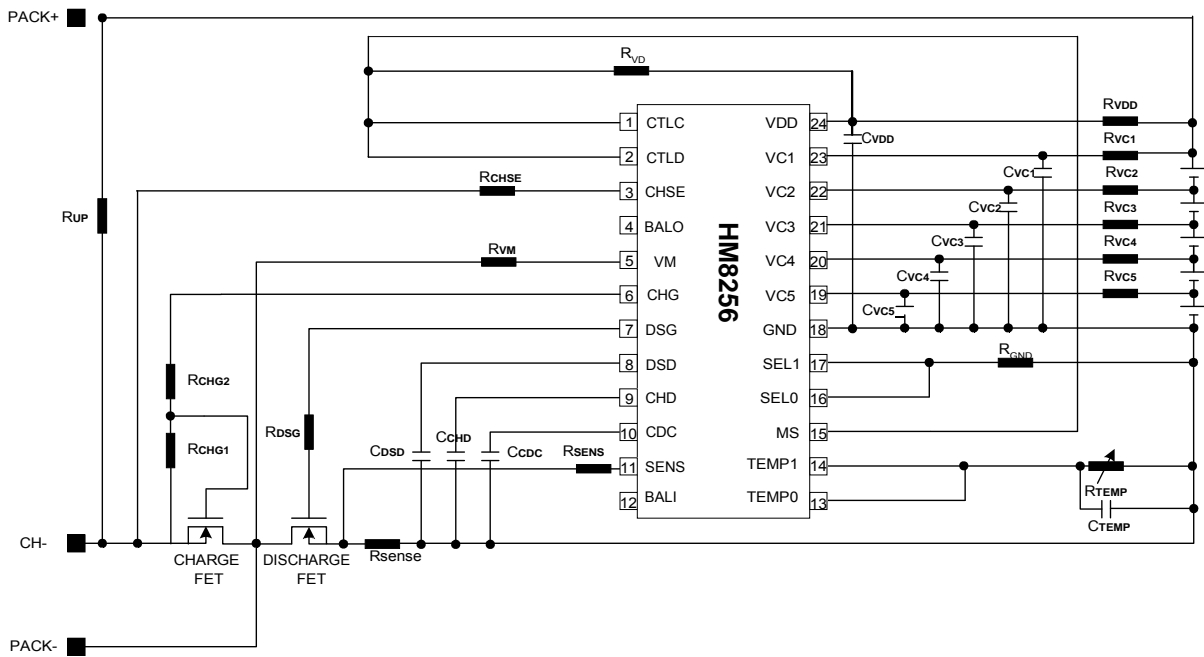 PACK+
RVD
1 CTLC VDD 24
RVDD
CVDD
2 CTLD VC1 23
RVC1
RCHSE
3 CHSE VC2 22
CVC1
RVC2
RUP
4 BALO VC3 21
CVC2
RVC3
RVM
5 VM VC4 20
CVC3
RVC4
6 CHG VC5 19
CVC4
RVC5
HM8256
7 DSG GND 18
CVC5
8 DSD SEL1 17
RGND
RCHG2
9 CHD SEL0 16
RDSG
10 CDC MS 15
RCHG1
CDSD
CCHD
CCDC
RSENS
11 SENS TEMP1 14
12 BALI TEMP0 13
RTEMP
CTEMP
CH-
CHARGE
FET
DISCHARGE
FET
Rsense
PACK-